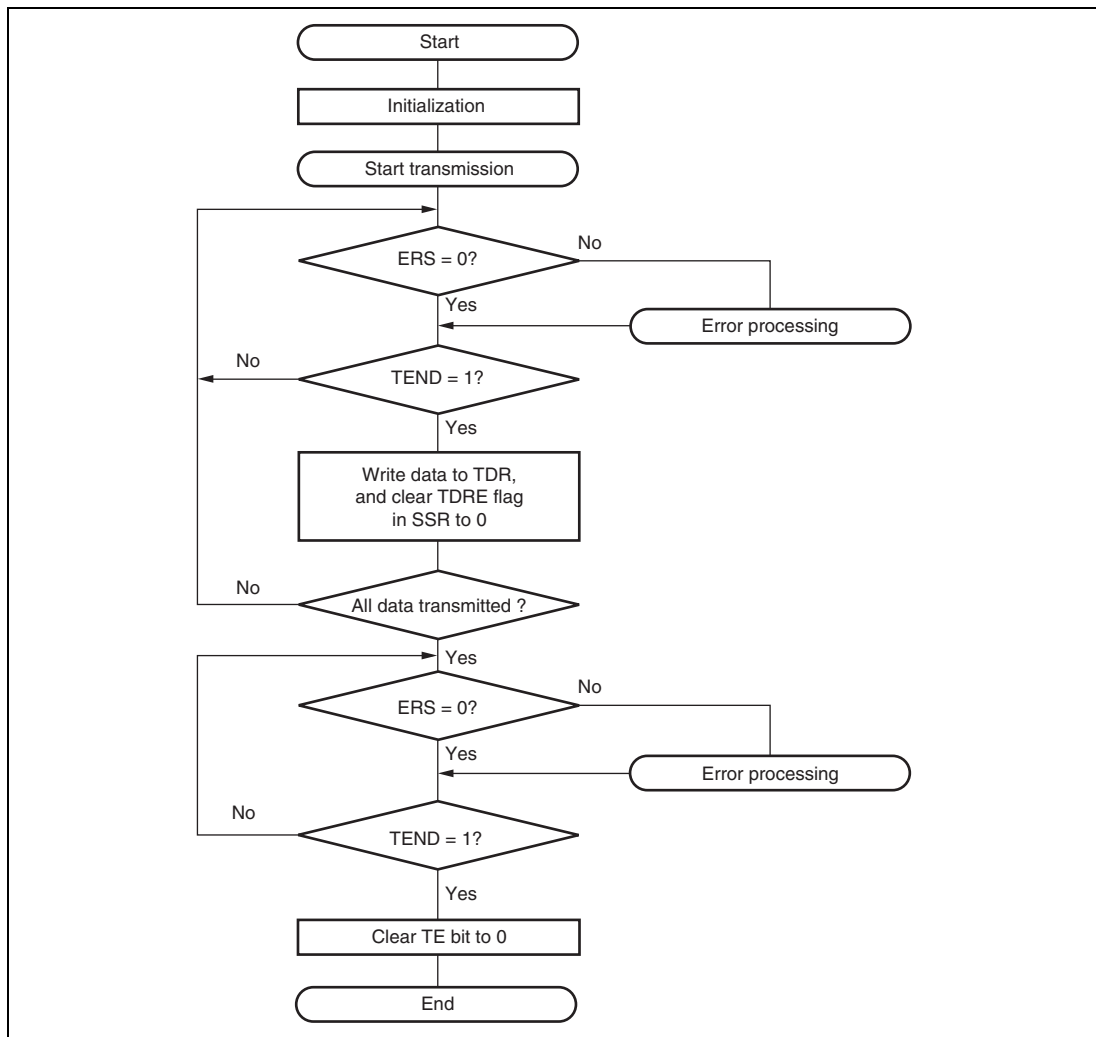 Start
Initialization
Start transmission
ERS = 0?
No
Yes
Error processing
No
TEND = 1?
Yes
Write data to TDR,
and clear TDRE flag
in SSR to 0
No
All data transmitted ?
Yes
ERS = 0?
No
Yes
Error processing
No
TEND = 1?
Yes
Clear TE bit to 0
End